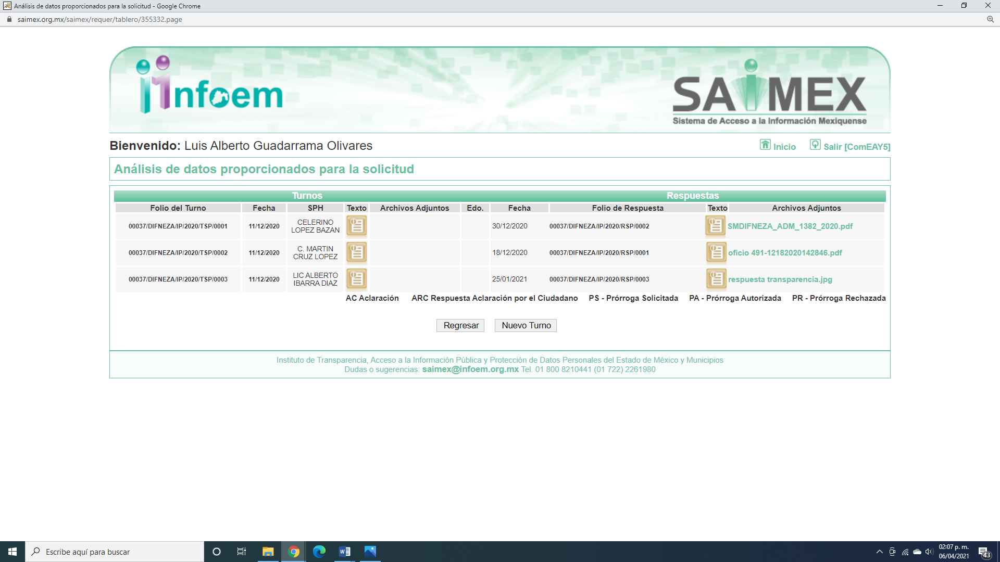 Análisis de datos proporcionados para la solicitud - Google Chrome
saimex.org.mx/saimex/requer/tablero/355332.page
infoem
SAIMEX
Sistema de Acceso a la Información Mexiquense
Bienvenido: Luis Alberto Guadarrama Olivares
Inicio Salir [ComEAY5]
Análisis de datos proporcionados para la solicitud
Turnos Respuestas
Folio del Turno Fecha SPH Texto Archivos Adjuntos Edo. Fecha Folio de Respuesta Texto Archivos Adjuntos
00037/DIFNEZA/IP/2020/TSP/0001 11/12/2020 CELERINO LOPEZ BAZAN 30/12/2020 00037/DIFNEZA/IP/2020/RSP/0002 SMDIFNEZA_ADM_1382_2020.pdf
00037/DIFNEZA/IP/2020/TSP/0002 11/12/2020 C. MARTIN CRUZ LOPEZ 18/12/2020 00037/DIFNEZA/IP/2020/RSP/0001 oficio 491-12182020142846.pdf
00037/DIFNEZA/IP/2020/TSP/0003 11/12/2020 LIC ALBERTO IBARRA DIAZ 25/01/2021 00037/DIFNEZA/IP/2020/RSP/0003 respuesta transparencia.jpg
AC Aclaración ARC Respuesta Aclaración por el Ciudadano PS - Prórroga Solicitada PA - Prórroga Autorizada PR - Prórroga Rechazada
Regresar Nuevo Turno
Instituto de Transparencia, Acceso a la Información Pública y Protección de Datos Personales del Estado de México y Municipios
Dudas o sugerencias: saimex@infoem.org.mx Tel. 01 800 8210441 (01 722) 2261980
Escribe aquí para buscar
02:07 p. m.
06/04/2021
43